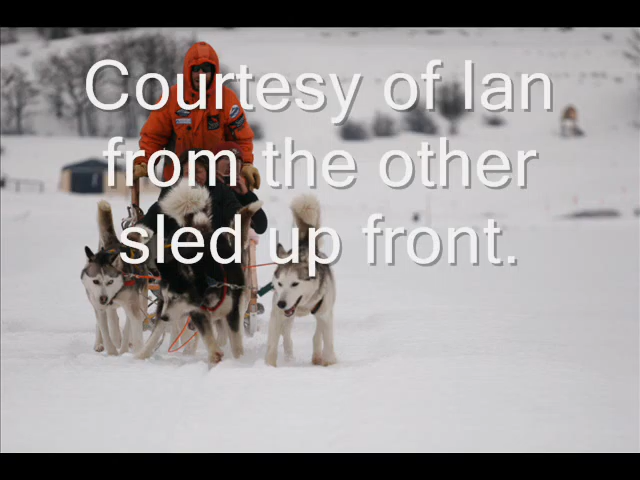 Courtesy of Ian
from the other
sled up front.